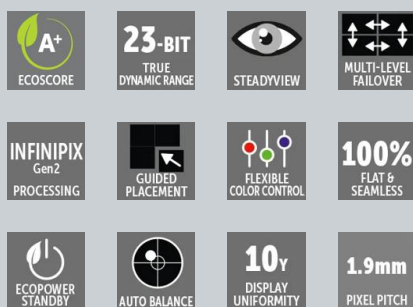 A+
ECOSCORE
23-BIT
TRUE
DYNAMIC RANGE
STEADYVIEW
MULTI-LEVEL
FAILOVER
INFINIPIX
Gen2
PROCESSING
GUIDED
PLACEMENT
FLEXIBLE
COLOR CONTROL
100%
FLAT &
SEAMLESS
ECOPOWER
STANDBY
AUTO BALANCE
10Y
DISPLAY
UNIFORMITY
1.9mm
PIXEL PITCH